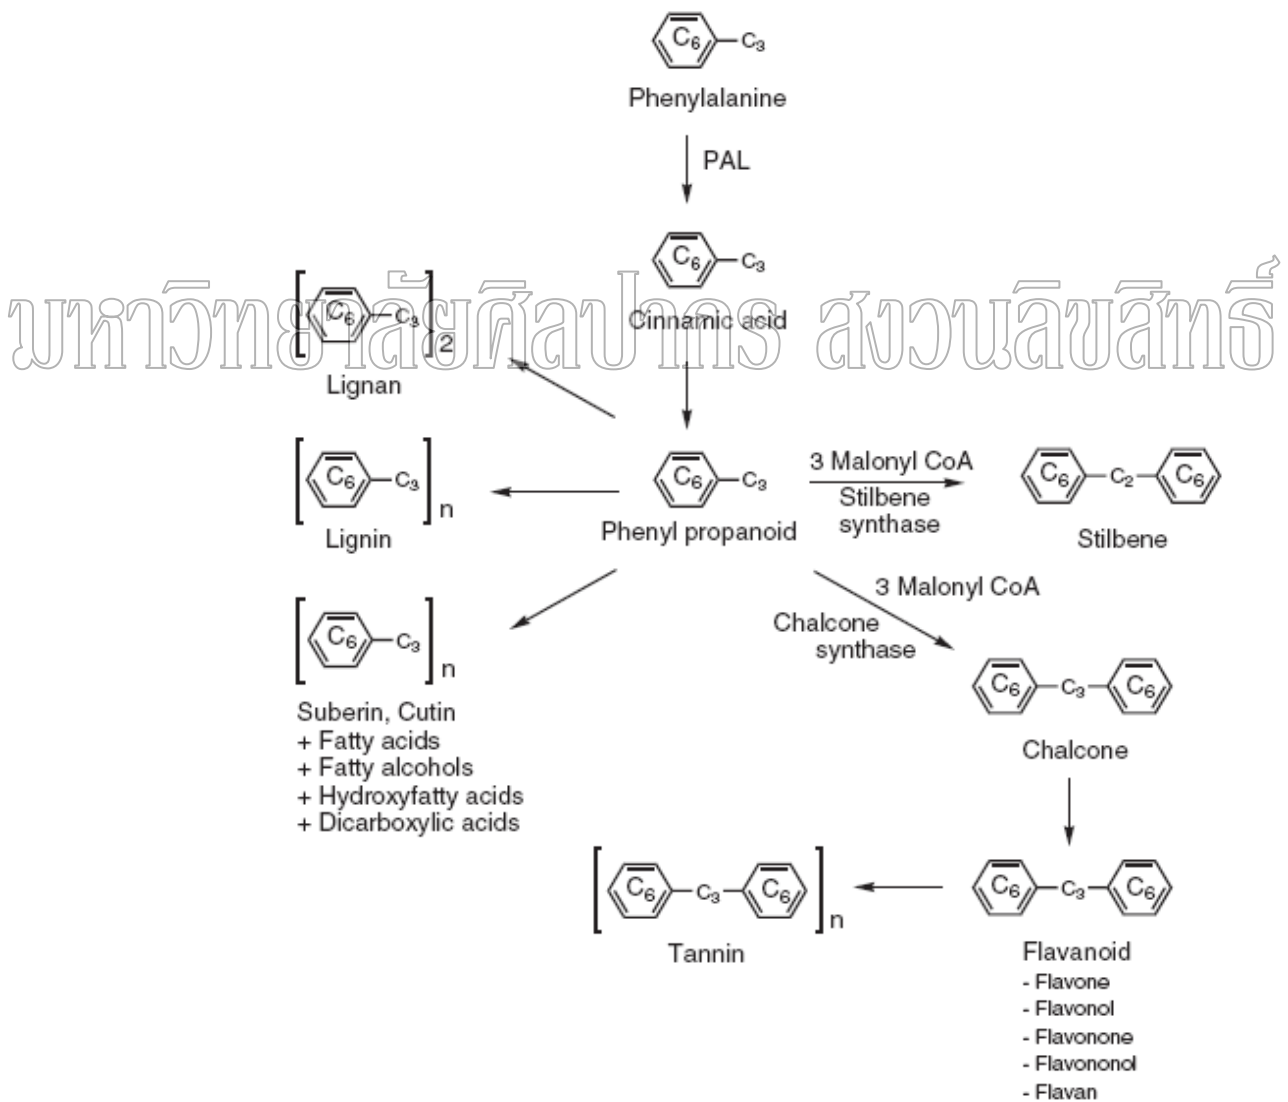 C6 C3
Phenylalanine
PAL
C6 C3
Cinnamic acid
มหาวิทยาลัยศิลปากร สงวนลิขสิทธิ์
[C6 C3]2
Lignan
[C6 C3]n
Lignin
C6 C3
Phenyl propanoid
3 Malonyl CoA
Stilbene
synthase
C6 C2 C6
Stilbene
3 Malonyl CoA
Chalcone
synthase
C6 C3 C6
Chalcone
[C6 C3]n
Suberin, Cutin
+ Fatty acids
+ Fatty alcohols
+ Hydroxyfatty acids
+ Dicarboxylic acids
[C6 C3 C6]n
Tannin
C6 C3 C6
Flavanoid
- Flavone
- Flavonol
- Flavonone
- Flavononol
- Flavan